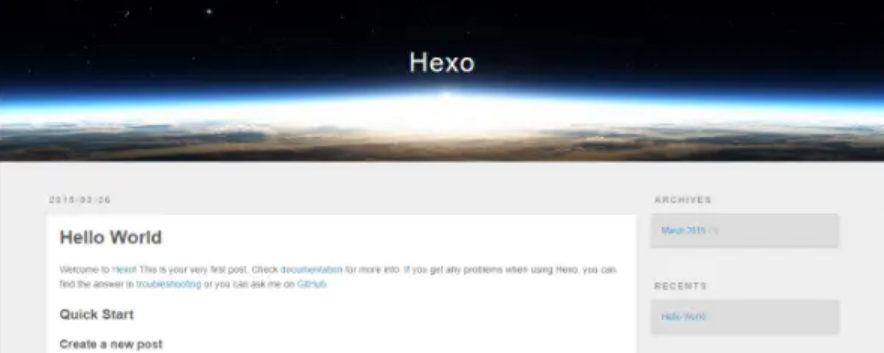 Hexo
2015-03-26
Hello World
Welcome to Hexo! This is your very first post. Check documentation for more info. If you get any problems when using Hexo, you can
find the answer in troubleshooting or you can ask me on GitHub.
Quick Start
Create a new post
ARCHIVES
March 2015 (1)
RECENTS
Hello World